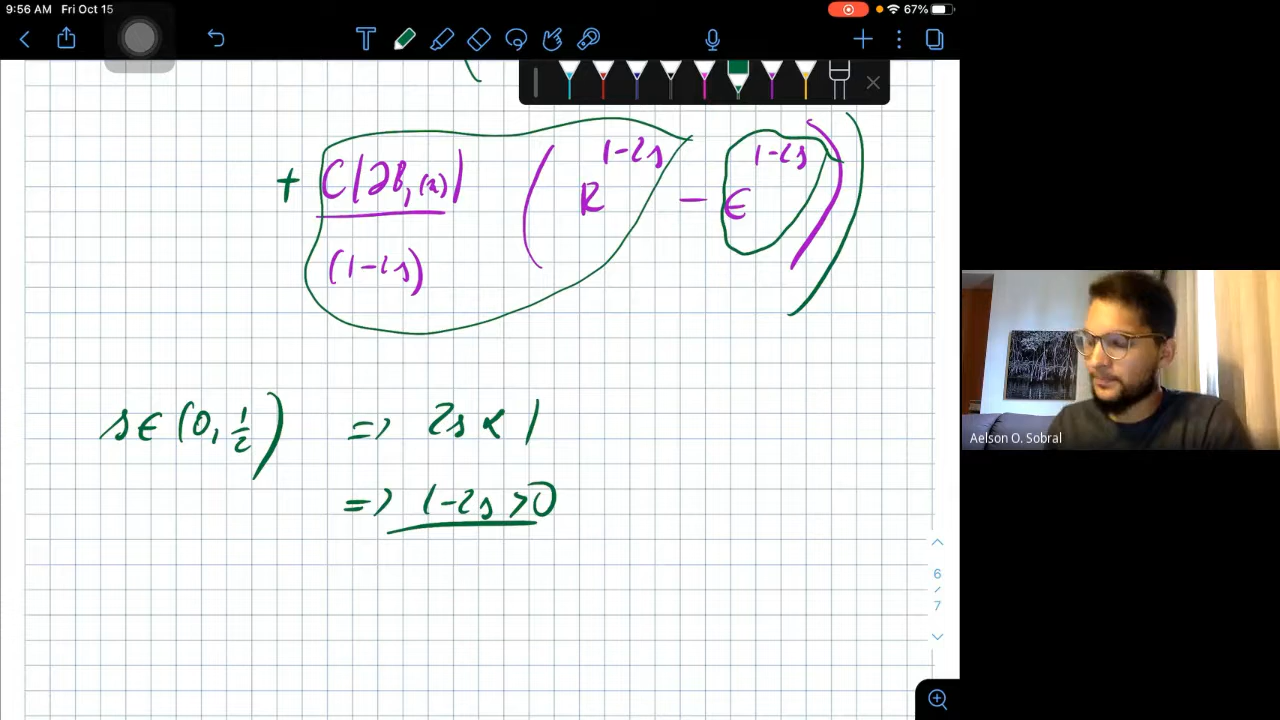 9:56 AM Fri Oct 15
67%
+ C|∂B₁(x)| / (1-2s) ( R^{1-2s} - ε^{1-2s} ) )
s ∈ (0, 1/2) => 2s < 1
=> 1-2s > 0
6
/
7
Aelson O. Sobral